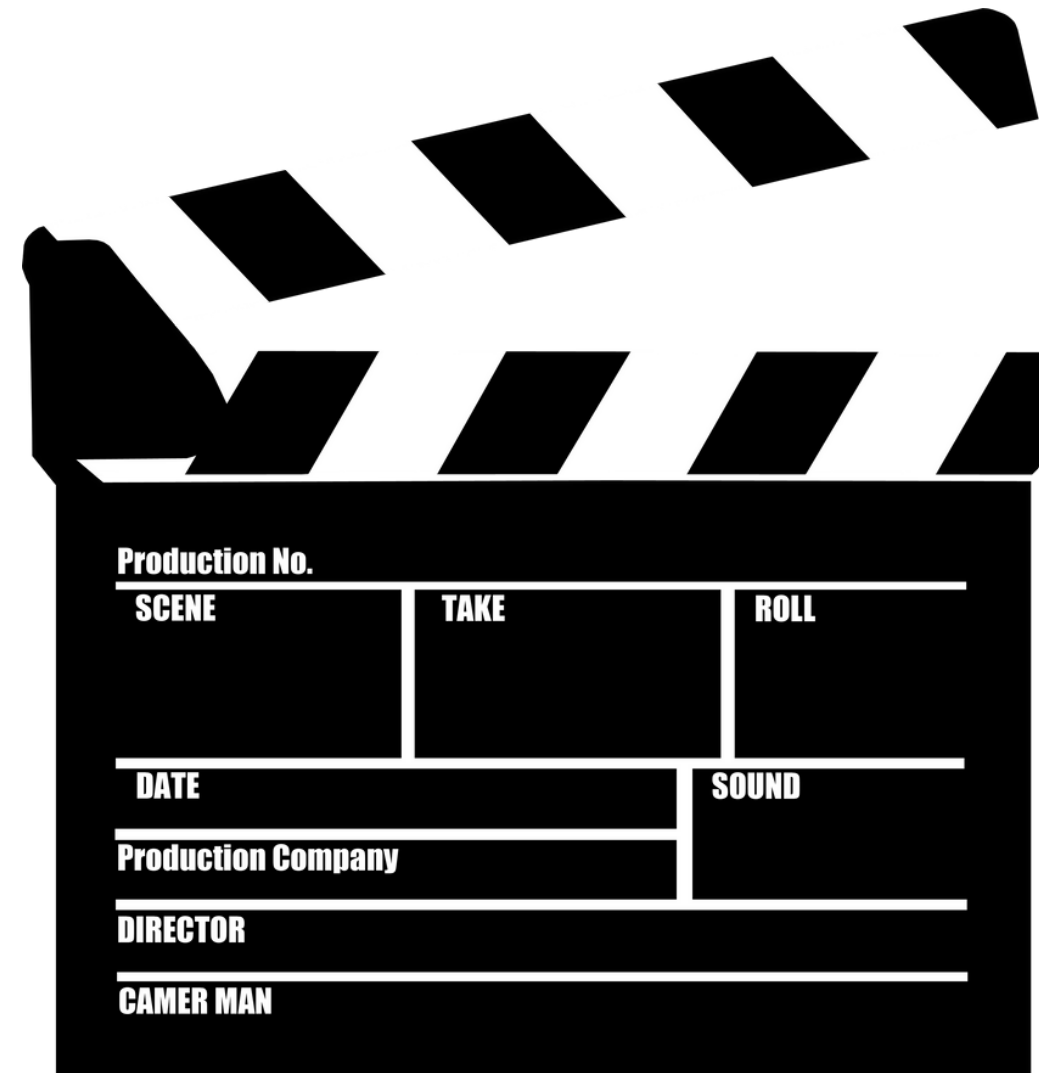 Production No.
SCENE TAKE ROLL
DATE SOUND
Production Company
DIRECTOR
CAMER MAN